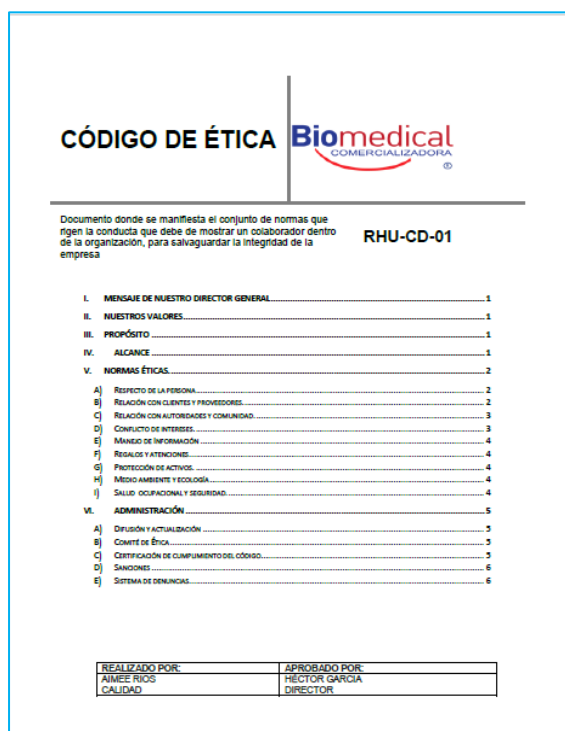 CÓDIGO DE ÉTICA
Biomedical
COMERCIALIZADORA
®
Documento donde se manifiesta el conjunto de normas que
rigen la conducta que debe de mostrar un colaborador dentro
de la organización, para salvaguardar la integridad de la
empresa
RHU-CD-01
I. MENSAJE DE NUESTRO DIRECTOR GENERAL 1
II. NUESTROS VALORES 1
III. PROPÓSITO 1
IV. ALCANCE 1
V. NORMAS ÉTICAS. 2
A) RESPECTO DE LA PERSONA 2
B) RELACIÓN CON CLIENTES Y PROVEEDORES. 2
C) RELACIÓN CON AUTORIDADES Y COMUNIDAD. 3
D) CONFLICTO DE INTERESES. 3
E) MANEJO DE INFORMACIÓN 4
F) REGALOS Y ATENCIONES 4
G) PROTECCIÓN DE ACTIVOS. 4
H) MEDIO AMBIENTE Y ECOLOGÍA 4
I) SALUD OCUPACIONAL Y SEGURIDAD. 4
VI. ADMINISTRACIÓN 5
A) DIFUSIÓN Y ACTUALIZACIÓN 5
B) COMITÉ DE ÉTICA 5
C) CERTIFICACIÓN DE CUMPLIMIENTO DEL CÓDIGO. 5
D) SANCIONES 6
E) SISTEMA DE DENUNCIAS 6
REALIZADO POR: APROBADO POR:
AIMEE RIOS HÉCTOR GARCIA
CALIDAD DIRECTOR